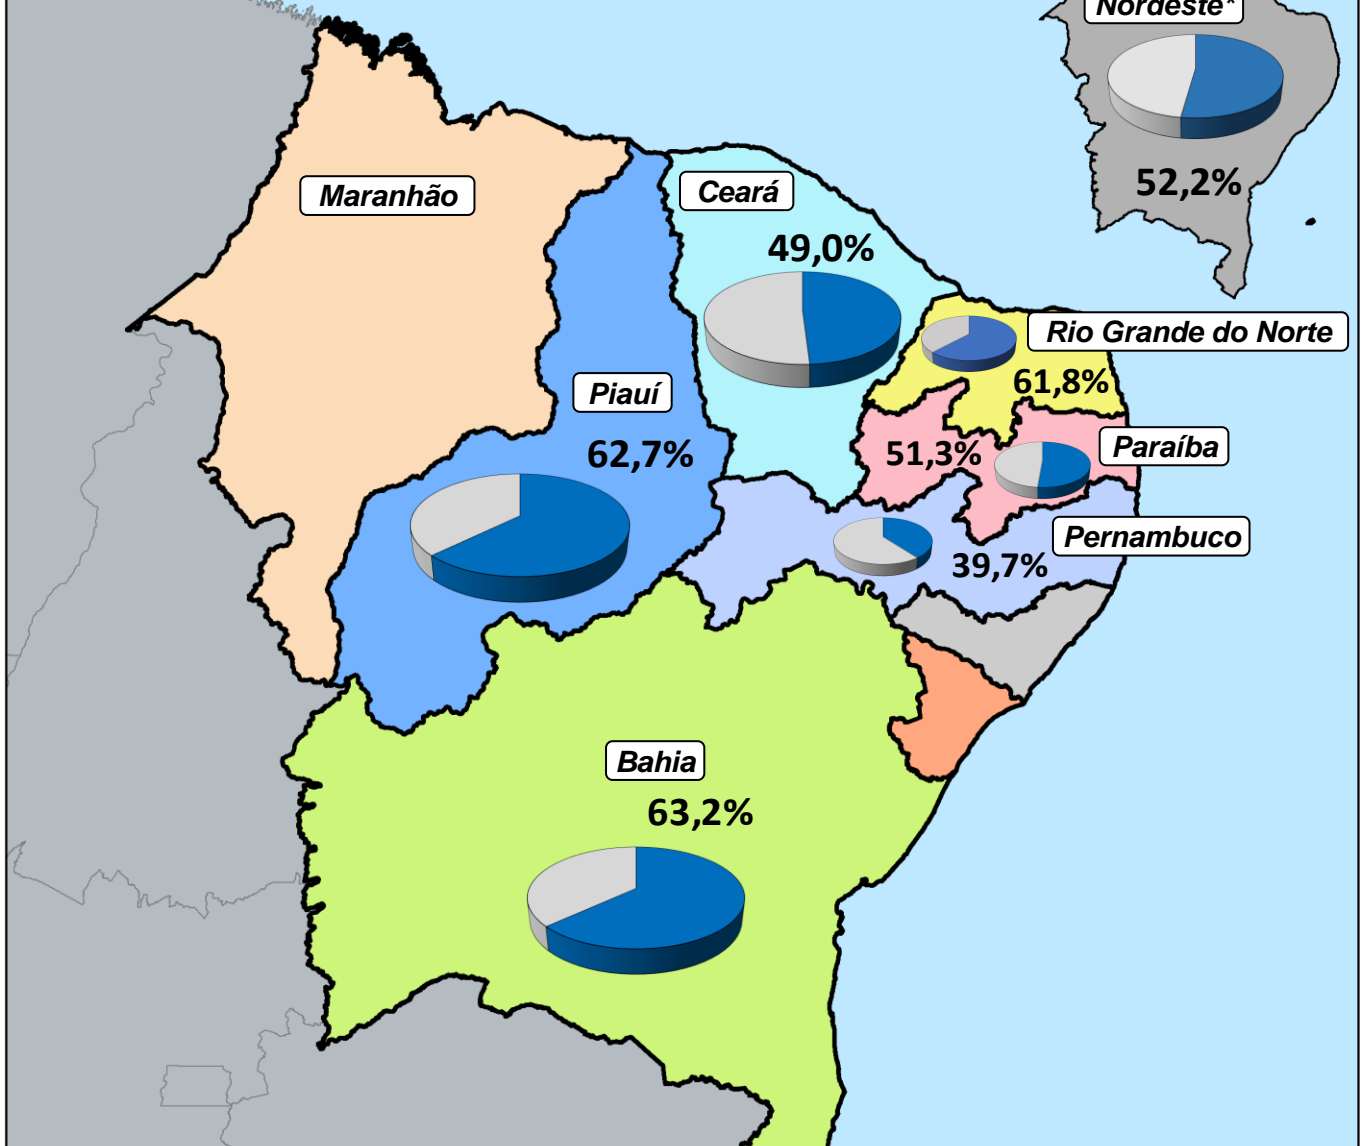 Nordeste*
52,2%
Maranhão
Ceará
49,0%
Rio Grande do Norte
61,8%
Piauí
62,7%
Paraíba
51,3%
Pernambuco
39,7%
Bahia
63,2%